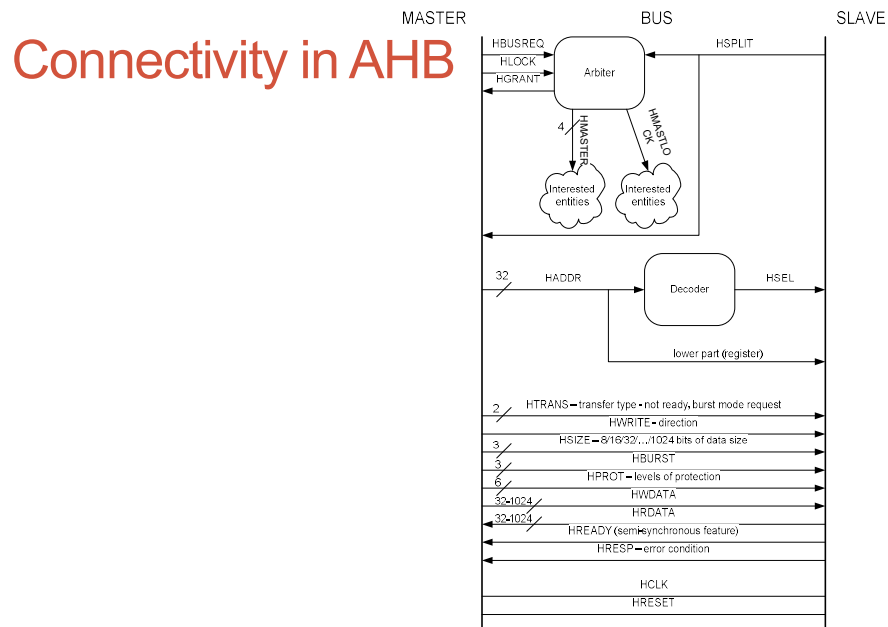 MASTER BUS SLAVE
Connectivity in AHB
HBUSREQ
HLOCK
HGRANT
Arbiter
HSPLIT
4
HMASTER
HMASTLO
CK
Interested
entities
Interested
entities
32
HADDR
Decoder
HSEL
lower part (register)
2
HTRANS – transfer type - not ready, burst mode request
HWRITE - direction
HSIZE – 8/16/32/…/1024 bits of data size
3
HBURST
3
HPROT – levels of protection
6
HWDATA
32-1024
HRDATA
32-1024
HREADY (semi-synchronous feature)
HRESP – error condition
HCLK
HRESET